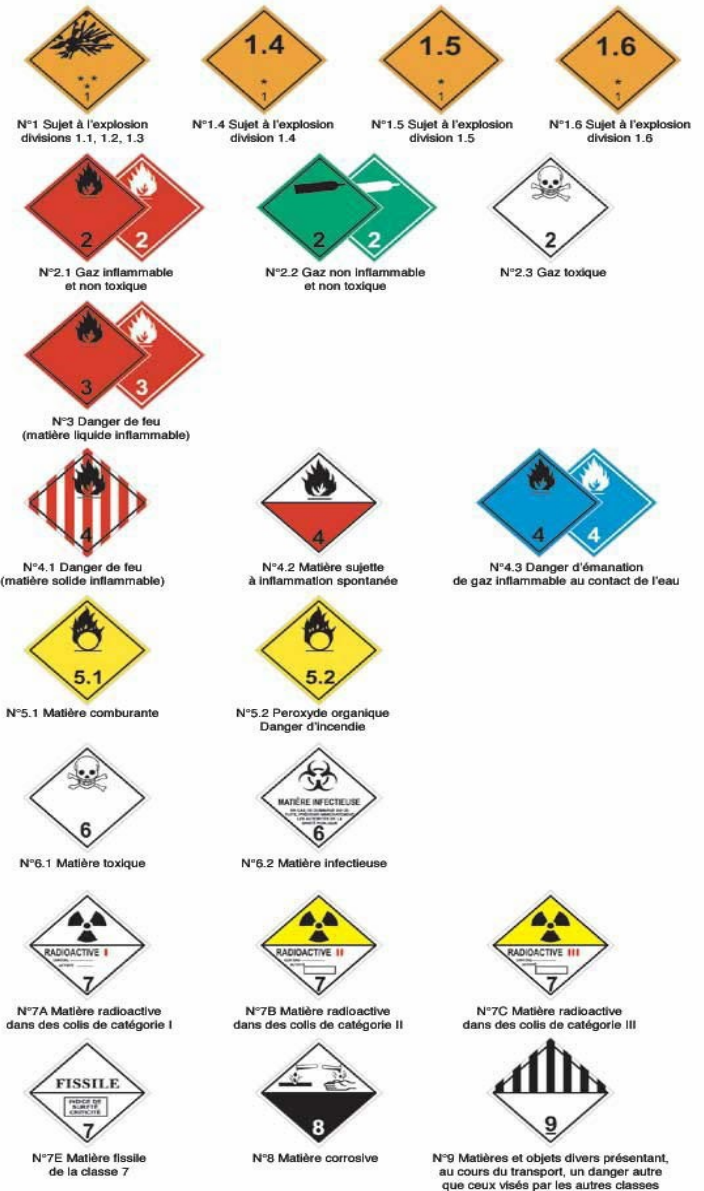 1
1.4
1
1.5
1
1.6
1
N°1 Sujet à l'explosion
divisions 1.1, 1.2, 1.3
N°1.4 Sujet à l'explosion
division 1.4
N°1.5 Sujet à l'explosion
division 1.5
N°1.6 Sujet à l'explosion
division 1.6
2
2
2
2
2
N°2.1 Gaz inflammable
et non toxique
N°2.2 Gaz non inflammable
et non toxique
N°2.3 Gaz toxique
3
3
N°3 Danger de feu
(matière liquide inflammable)
4
4
4
4
N°4.1 Danger de feu
(matière solide inflammable)
N°4.2 Matière sujette
à inflammation spontanée
N°4.3 Danger d'émanation
de gaz inflammable au contact de l'eau
5.1
5.2
N°5.1 Matière comburante
N°5.2 Peroxyde organique
Danger d'incendie
6
MATIÈRE INFECTIEUSE
6
N°6.1 Matière toxique
N°6.2 Matière infectieuse
RADIOACTIVE I
7
RADIOACTIVE II
7
RADIOACTIVE III
7
N°7A Matière radioactive
dans des colis de catégorie I
N°7B Matière radioactive
dans des colis de catégorie II
N°7C Matière radioactive
dans des colis de catégorie III
FISSILE
INDICE DE
SURETÉ
CRITICITÉ
7
8
9
N°7E Matière fissile
de la classe 7
N°8 Matière corrosive
N°9 Matières et objets divers présentant,
au cours du transport, un danger autre
que ceux visés par les autres classes